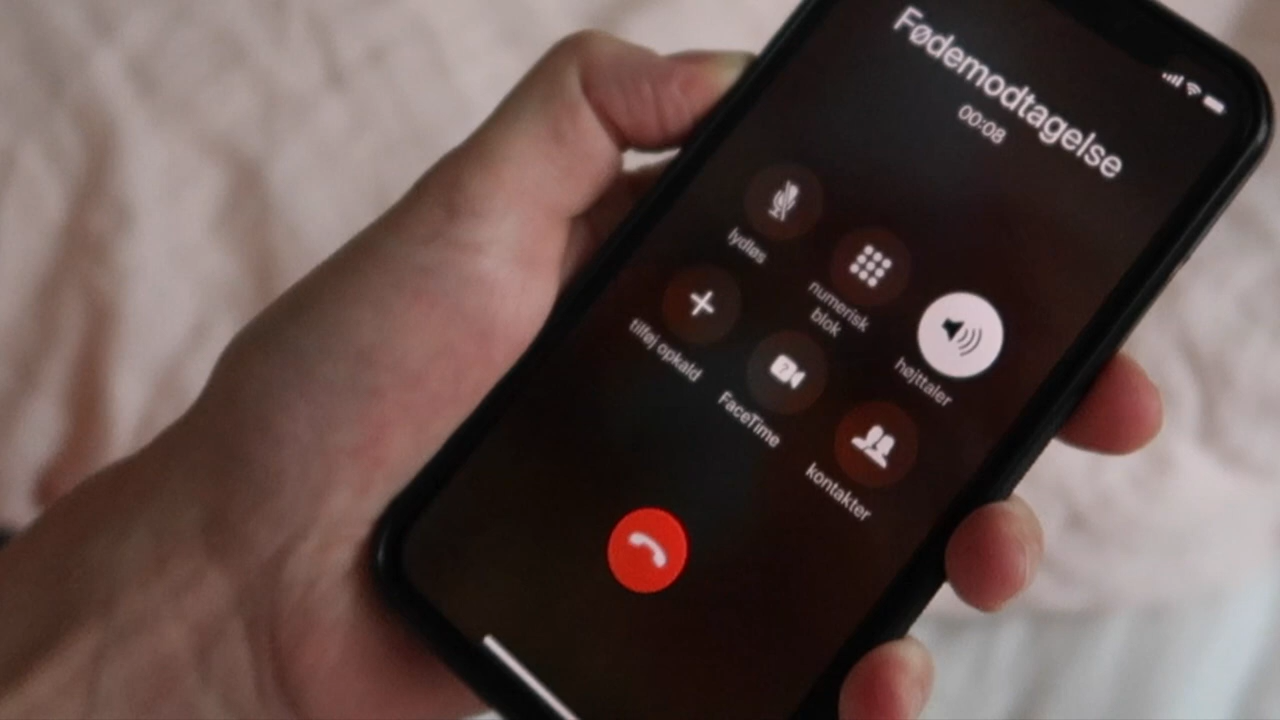 Fødemodtagelse
00:08
lydløs
numerisk
blok
højttaler
tilføj opkald
FaceTime
kontakter